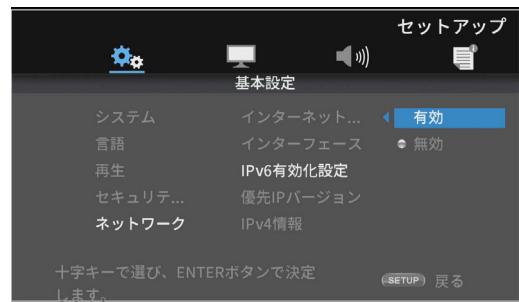 セットアップ
基本設定
システム
言語
再生
セキュリテ...
ネットワーク
インターネット...
インターフェース
IPv6有効化設定
優先IPバージョン
IPv4情報
有効
無効
十字キーで選び、ENTERボタンで決定
します。
SETUP 戻る